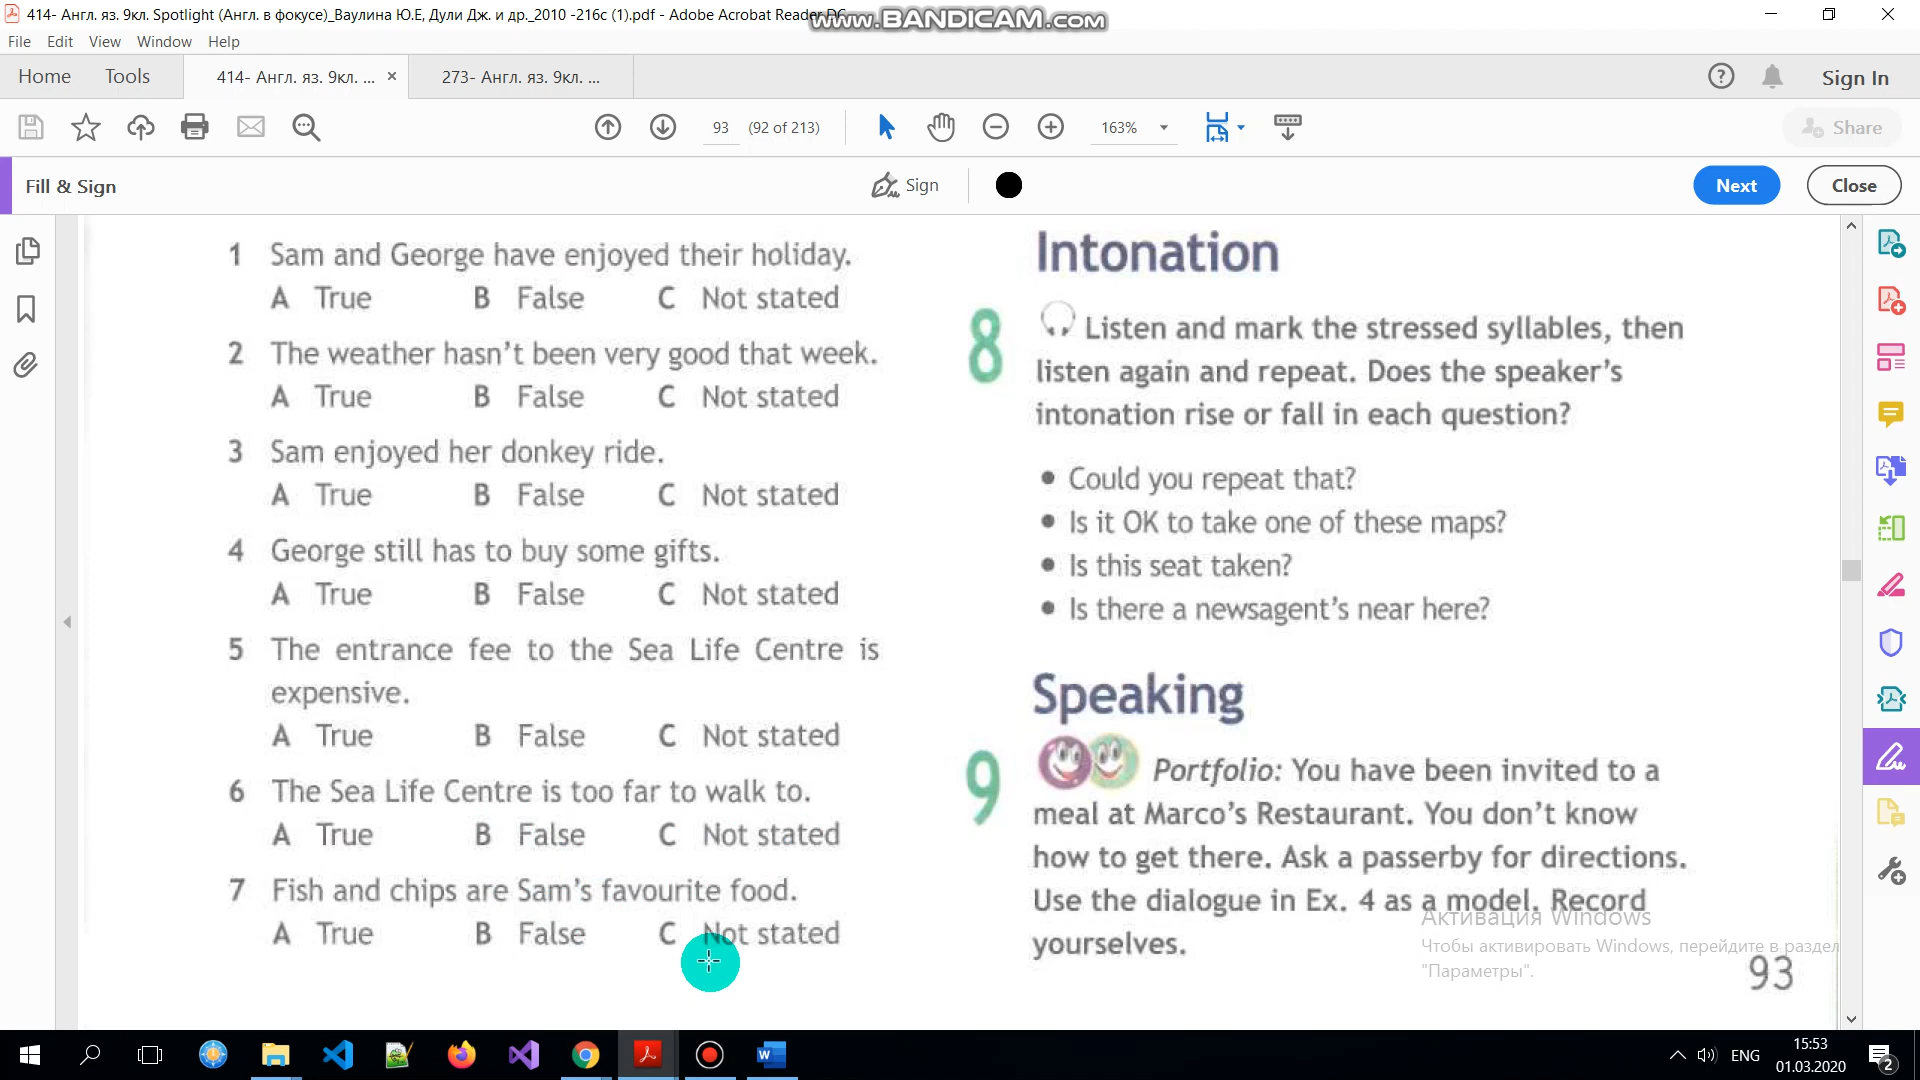 414- Англ. яз. 9кл. Spotlight (Англ. в фокусе)_Ваулина Ю.Е, Дули Дж. и др._2010 -216с (1).pdf - Adobe Acrobat Reader DC
www.BANDICAM.com
File Edit View Window Help
Home Tools 414- Англ. яз. 9кл. ... × 273- Англ. яз. 9кл. ... Sign In
93 (92 of 213) 163% Share
Fill & Sign Sign Next Close
1 Sam and George have enjoyed their holiday.
A True B False C Not stated
2 The weather hasn't been very good that week.
A True B False C Not stated
3 Sam enjoyed her donkey ride.
A True B False C Not stated
4 George still has to buy some gifts.
A True B False C Not stated
5 The entrance fee to the Sea Life Centre is
expensive.
A True B False C Not stated
6 The Sea Life Centre is too far to walk to.
A True B False C Not stated
7 Fish and chips are Sam's favourite food.
A True B False C Not stated
Intonation
8 Listen and mark the stressed syllables, then
listen again and repeat. Does the speaker's
intonation rise or fall in each question?
• Could you repeat that?
• Is it OK to take one of these maps?
• Is this seat taken?
• Is there a newsagent's near here?
Speaking
9 Portfolio: You have been invited to a
meal at Marco's Restaurant. You don't know
how to get there. Ask a passerby for directions.
Use the dialogue in Ex. 4 as a model. Record
yourselves.
93
Активация Windows
Чтобы активировать Windows, перейдите в раздел
"Параметры".
ENG
15:53
01.03.2020
2